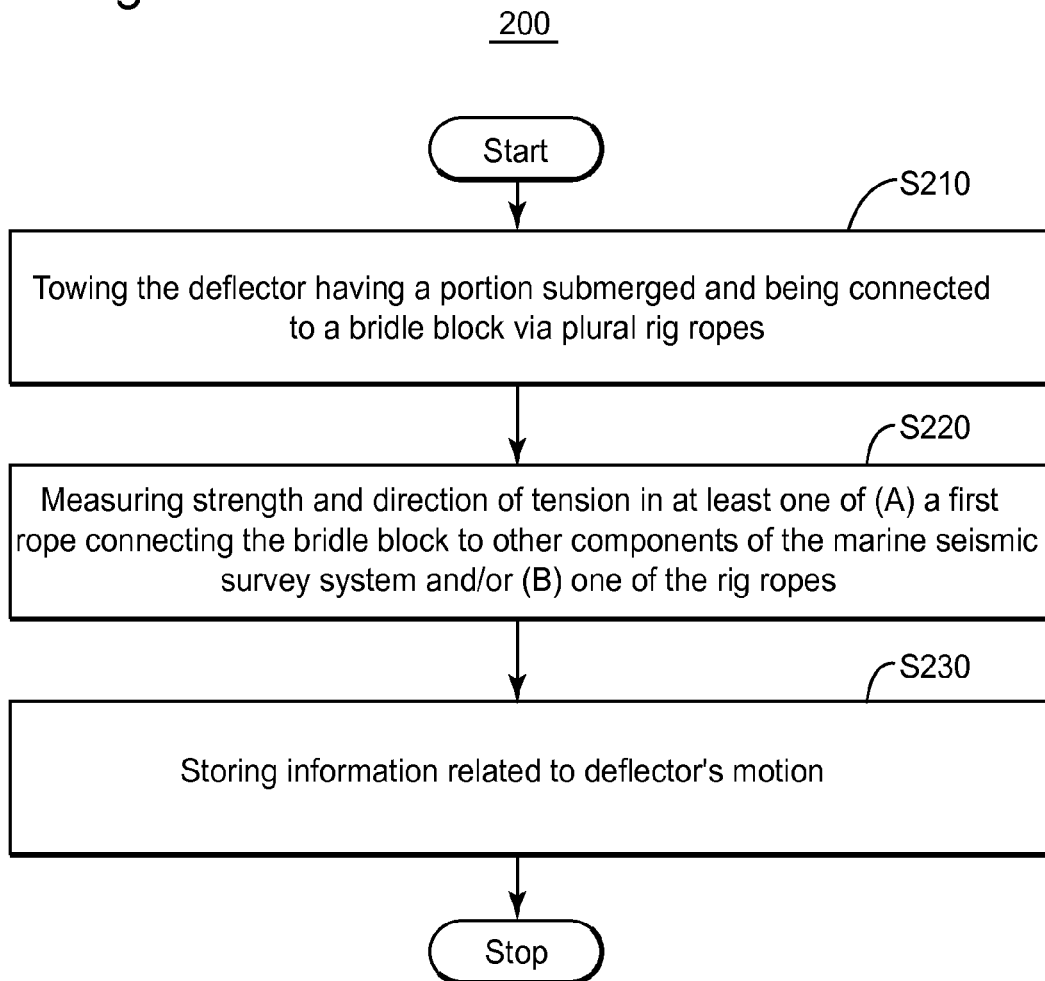 200
Start
S210
Towing the deflector having a portion submerged and being connected
to a bridle block via plural rig ropes
S220
Measuring strength and direction of tension in at least one of (A) a first
rope connecting the bridle block to other components of the marine seismic
survey system and/or (B) one of the rig ropes
S230
Storing information related to deflector's motion
Stop